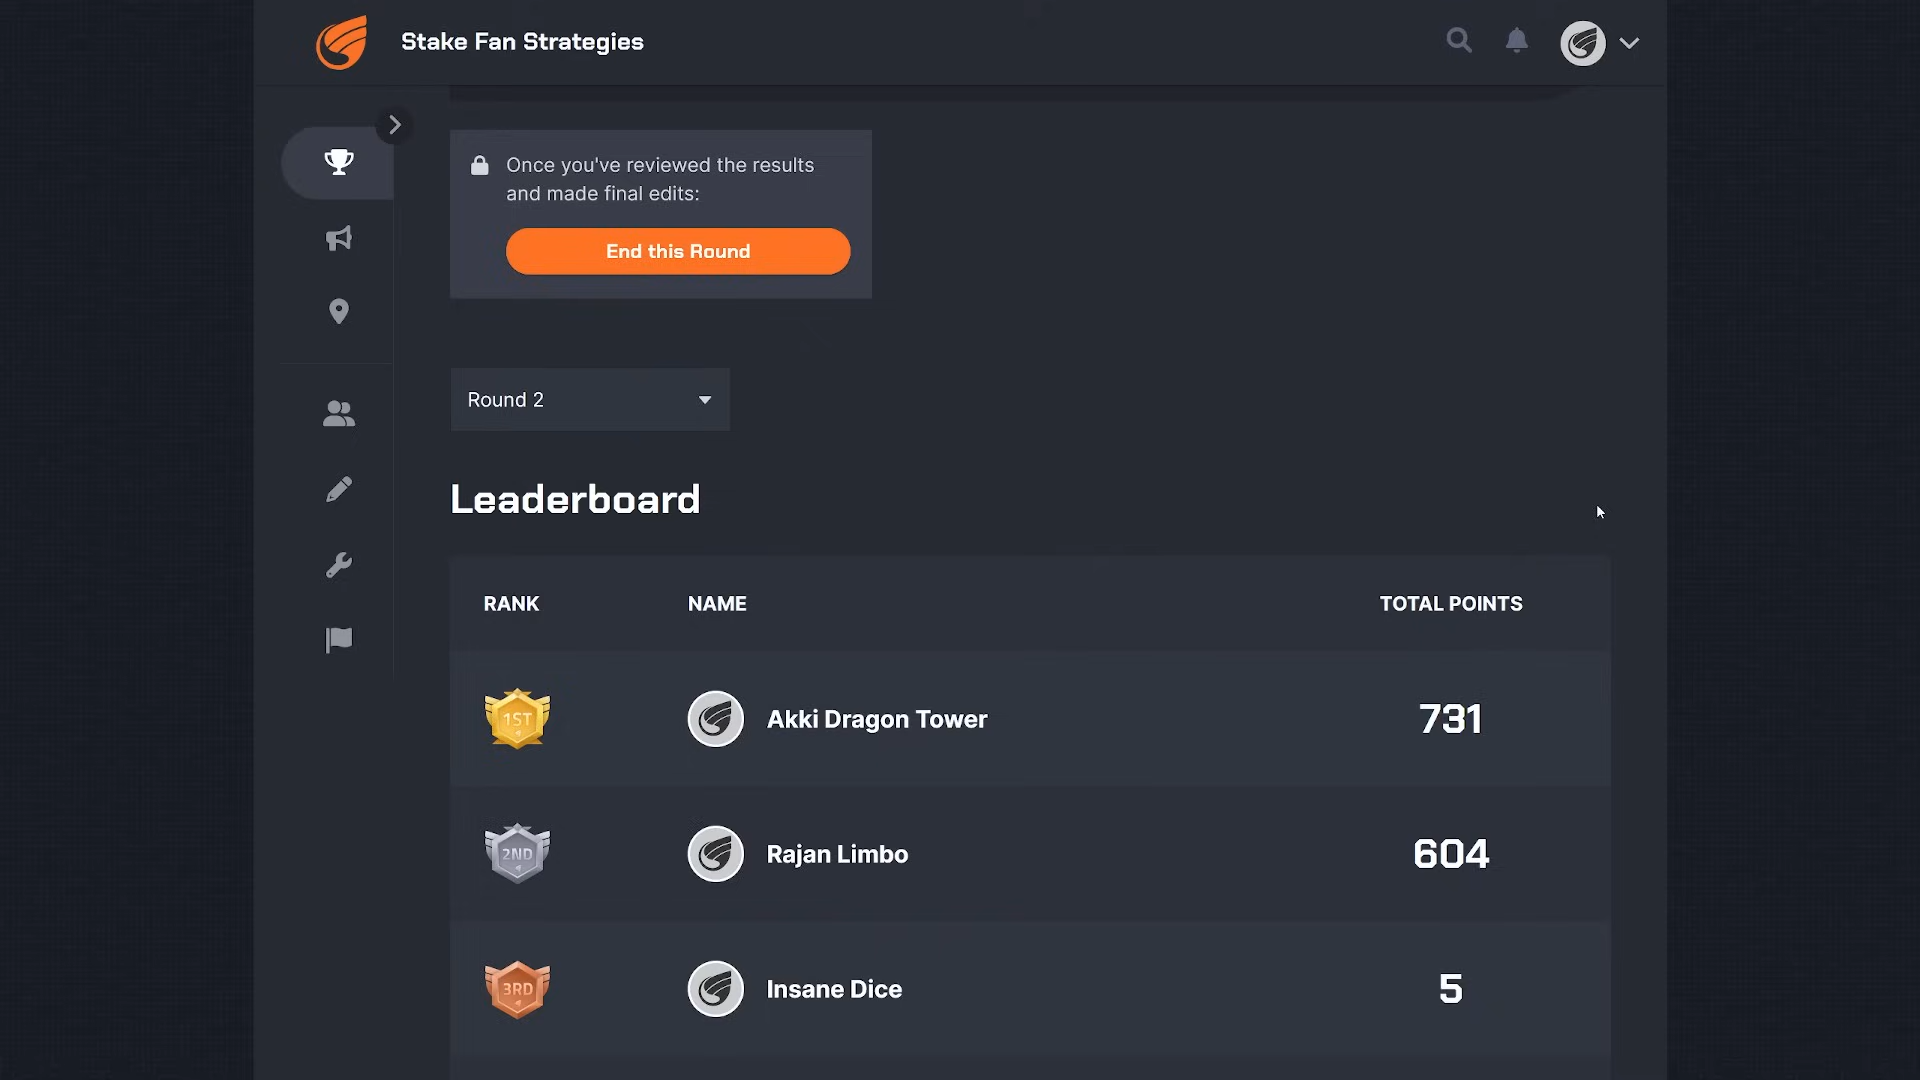 Stake Fan Strategies
Once you've reviewed the results
and made final edits:
End this Round
Round 2
Leaderboard
RANK NAME TOTAL POINTS
1ST Akki Dragon Tower 731
2ND Rajan Limbo 604
3RD Insane Dice 5